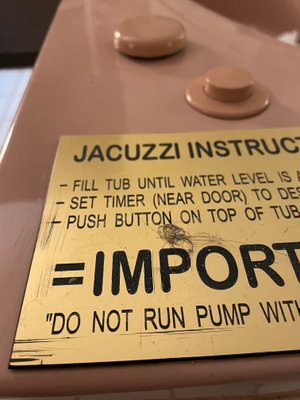 JACUZZI INSTRUCT
- FILL TUB UNTIL WATER LEVEL IS A
- SET TIMER (NEAR DOOR) TO DES
- PUSH BUTTON ON TOP OF TUB
=IMPORT
"DO NOT RUN PUMP WITH